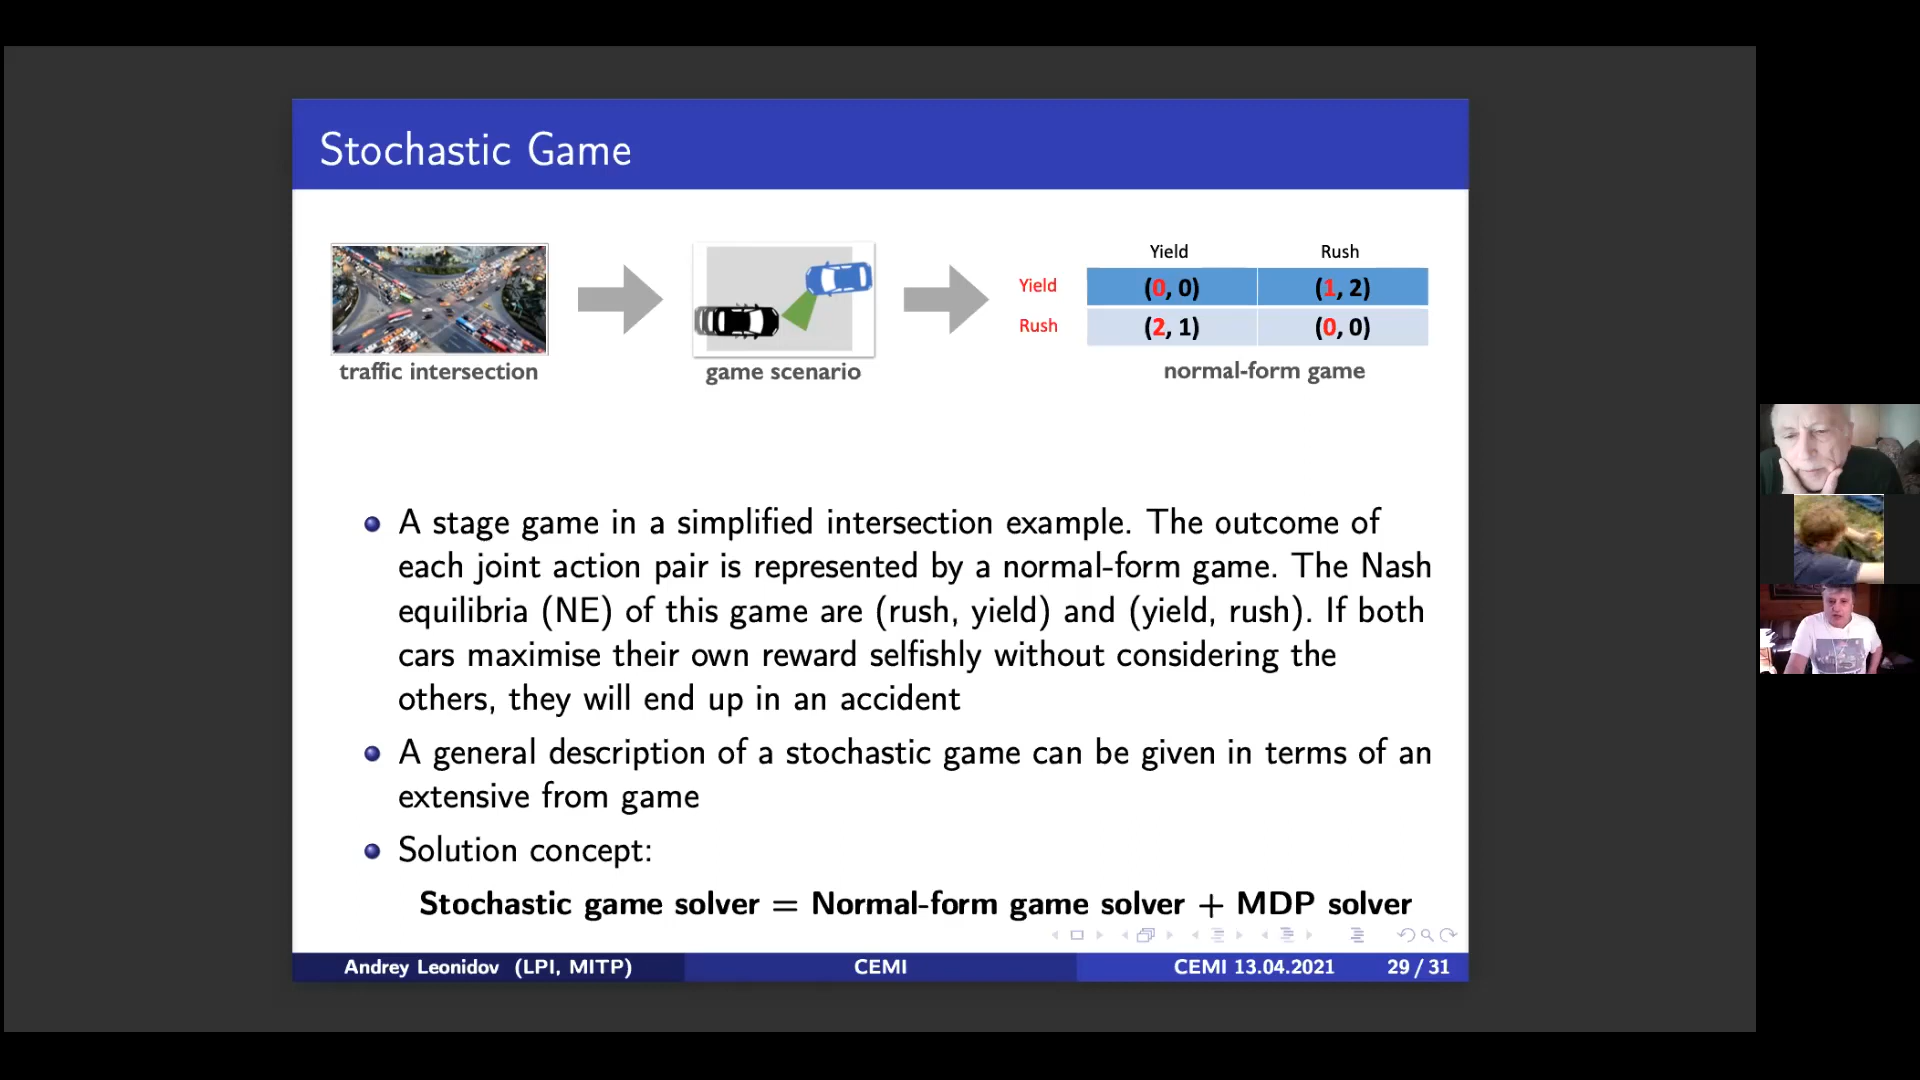 Stochastic Game
Yield Rush
Yield (0, 0) (1, 2)
Rush (2, 1) (0, 0)
traffic intersection game scenario normal-form game
A stage game in a simplified intersection example. The outcome of
each joint action pair is represented by a normal-form game. The Nash
equilibria (NE) of this game are (rush, yield) and (yield, rush). If both
cars maximise their own reward selfishly without considering the
others, they will end up in an accident
A general description of a stochastic game can be given in terms of an
extensive from game
Solution concept:
Stochastic game solver = Normal-form game solver + MDP solver
Andrey Leonidov (LPI, MITP) CEMI CEMI 13.04.2021 29 / 31